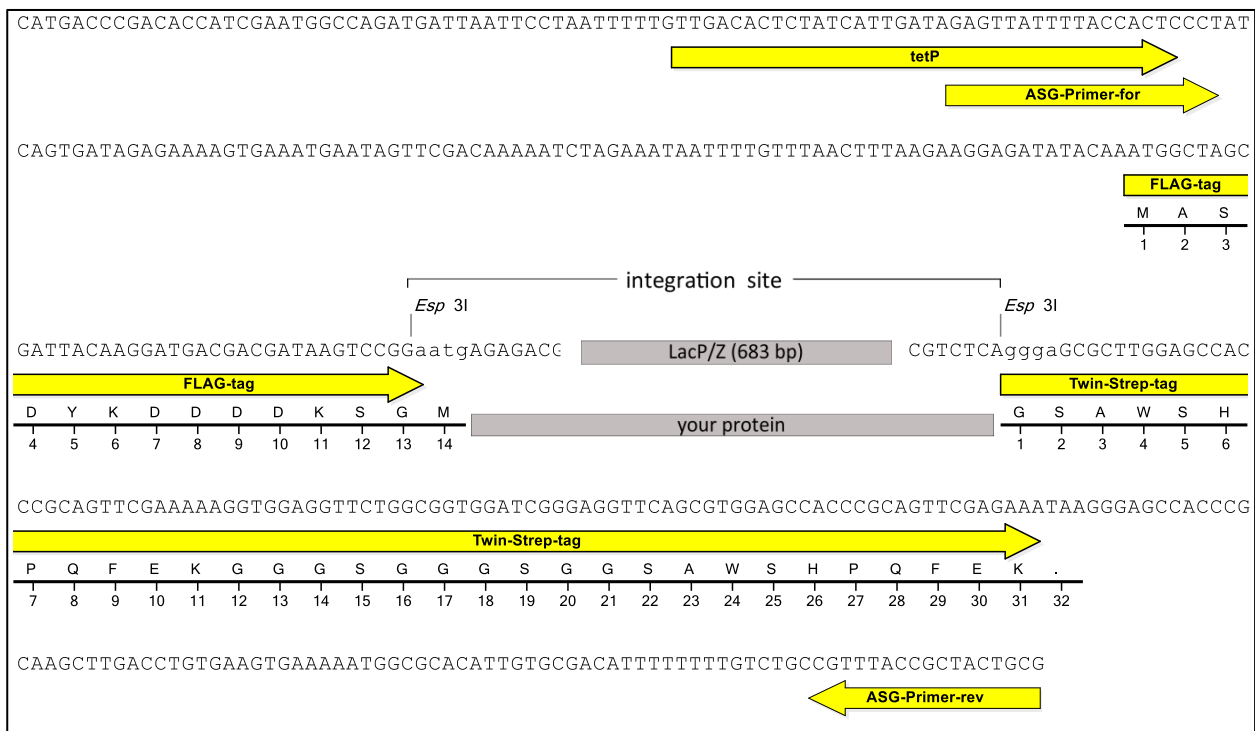 CATGACCCGACACCATCGAATGGCCAGATGATTAATTCCTAATTTTTGTTGACACTCTATCATTGATAGAGTTATTTTACCACTCCCTAT
tetP
ASG-Primer-for
CAGTGATAGAGAAAAGTGAAATGAATAGTTCGACAAAAATCTAGAAATAATTTTGTTTAACTTTAAGAAGGAGATATACAAATGGCTAGC
FLAG-tag
M A S
1 2 3
integration site
Esp 3I Esp 3I
GATTACAAGGATGACGACGATAAGTCCGGaatgAGAGACG LacP/Z (683 bp) CGTCTCAgggaGCGCTTGGAGCCAC
FLAG-tag Twin-Strep-tag
D Y K D D D D K S G M your protein G S A W S H
4 5 6 7 8 9 10 11 12 13 14 1 2 3 4 5 6
CCGCAGTTCGAAAAAGGTGGAGGTTCTGGCGGTGGATCGGGAGGTTCAGCGTGGAGCCACCCGCAGTTCGAGAAATAAGGGAGCCACCCG
Twin-Strep-tag
P Q F E K G G G S G G G S G G S A W S H P Q F E K .
7 8 9 10 11 12 13 14 15 16 17 18 19 20 21 22 23 24 25 26 27 28 29 30 31 32
CAAGCTTGACCTGTGAAGTGAAAAATGGCGCACATTGTGCGACATTTTTTTTGTCTGCCGTTTACCGCTACTGCG
ASG-Primer-rev